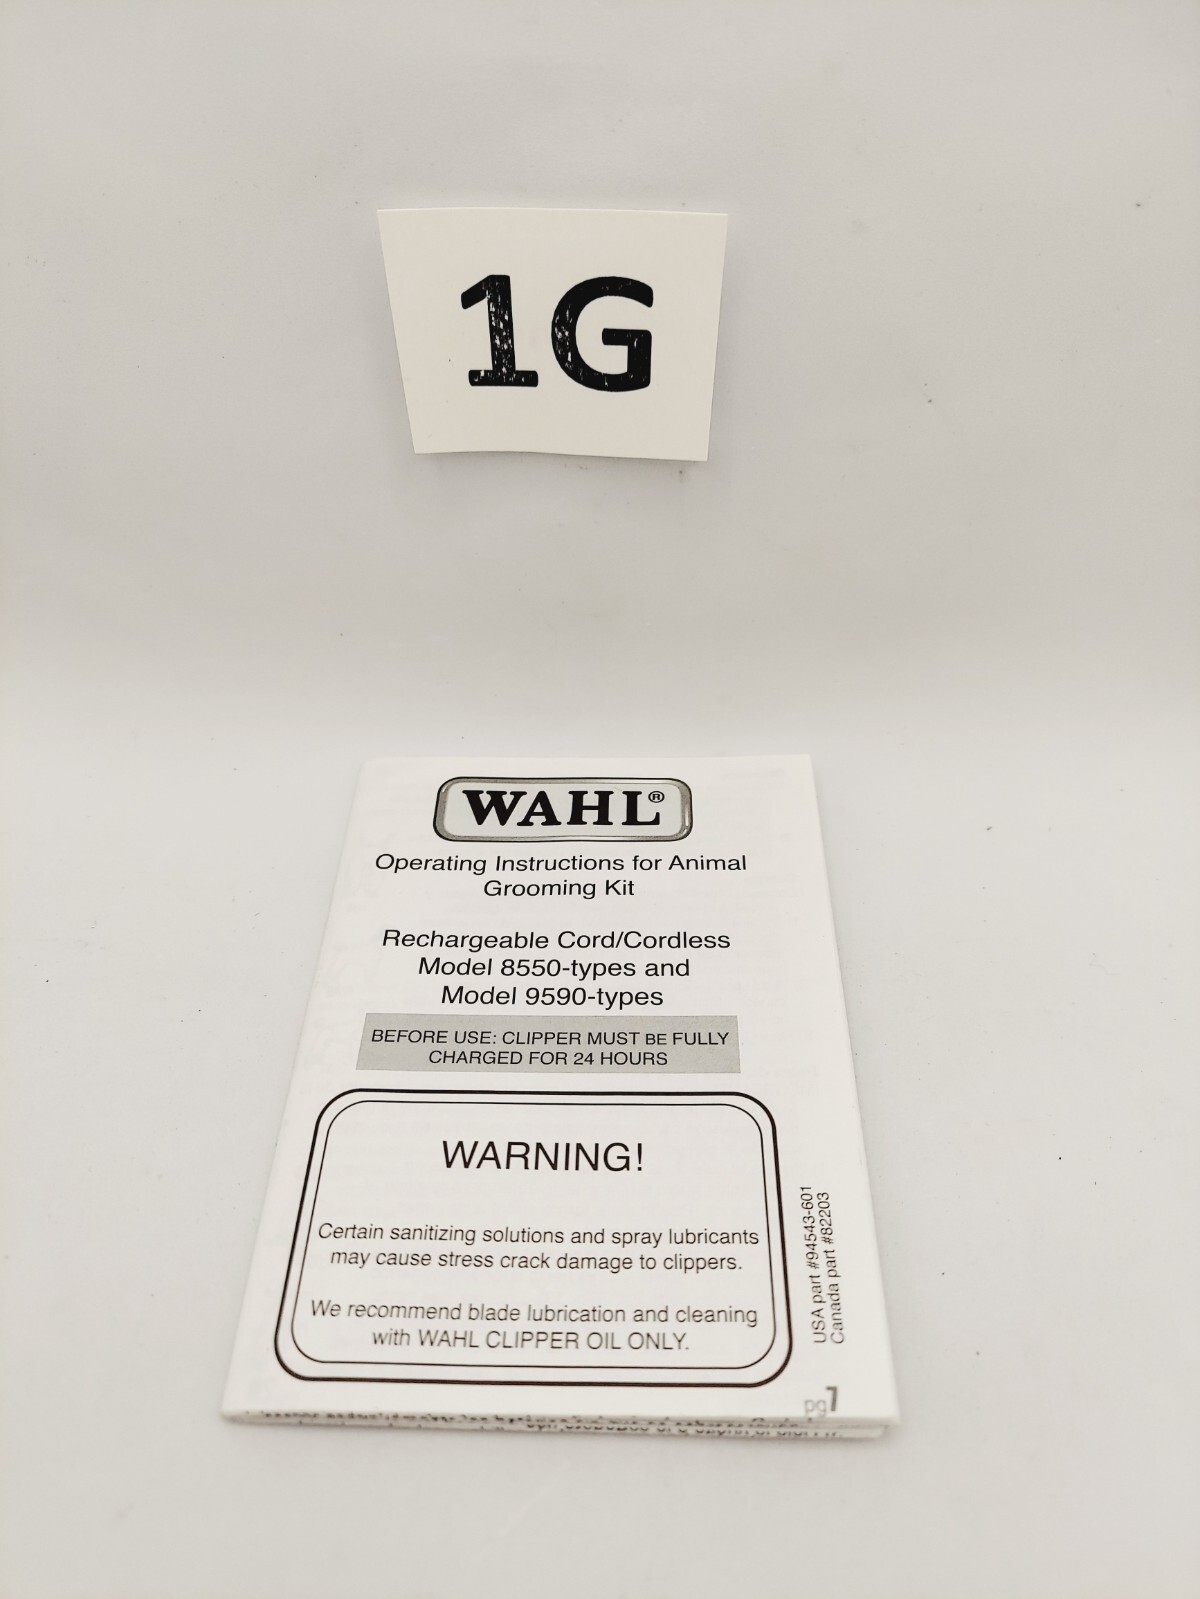 1G
WAHL®
Operating Instructions for Animal
Grooming Kit
Rechargeable Cord/Cordless
Model 8550-types and
Model 9590-types
BEFORE USE: CLIPPER MUST BE FULLY
CHARGED FOR 24 HOURS
WARNING!
Certain sanitizing solutions and spray lubricants
may cause stress crack damage to clippers.
We recommend blade lubrication and cleaning
with WAHL CLIPPER OIL ONLY.
USA part #94543-601
Canada part #82203
pg1